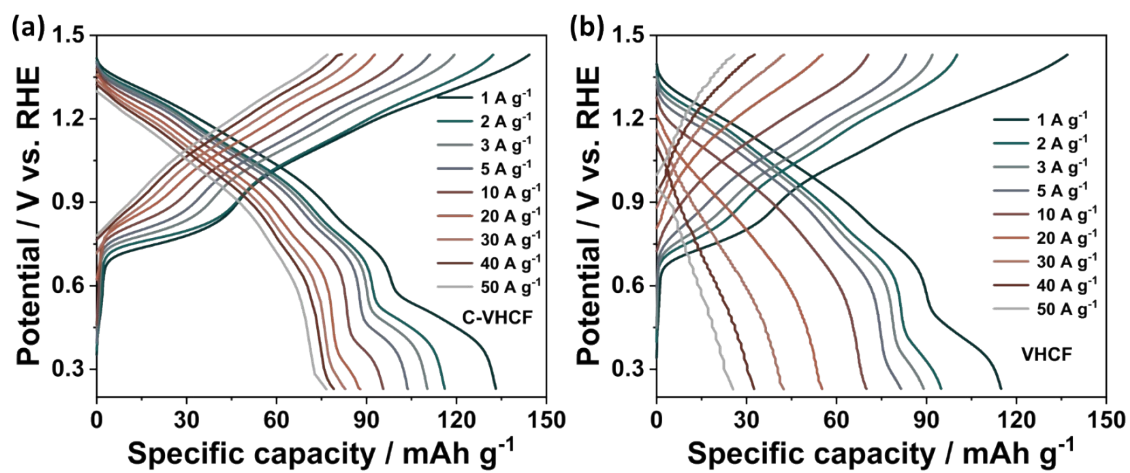 (a)
Potential / V vs. RHE
1.5
1.2
0.9
0.6
0.3
1 A g⁻¹
2 A g⁻¹
3 A g⁻¹
5 A g⁻¹
10 A g⁻¹
20 A g⁻¹
30 A g⁻¹
40 A g⁻¹
50 A g⁻¹
C-VHCF
0 30 60 90 120 150
Specific capacity / mAh g⁻¹
(b)
Potential / V vs. RHE
1.5
1.2
0.9
0.6
0.3
1 A g⁻¹
2 A g⁻¹
3 A g⁻¹
5 A g⁻¹
10 A g⁻¹
20 A g⁻¹
30 A g⁻¹
40 A g⁻¹
50 A g⁻¹
VHCF
0 30 60 90 120 150
Specific capacity / mAh g⁻¹